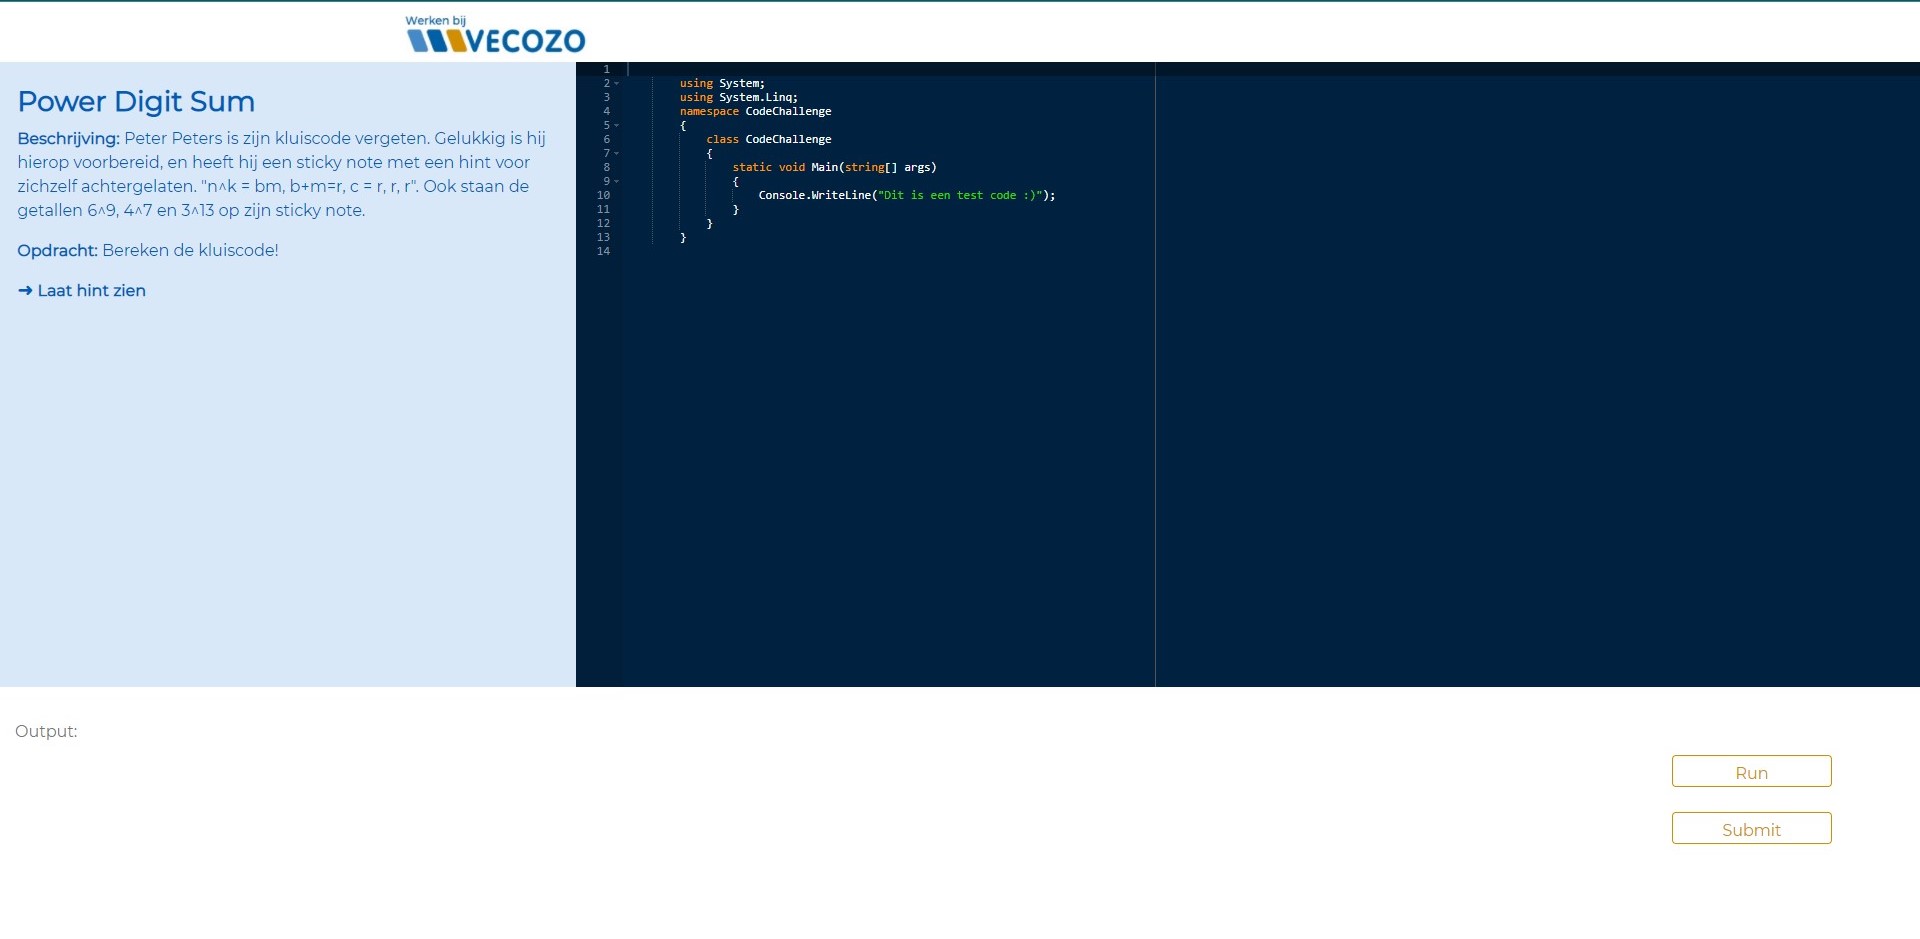 Werken bij
VECOZO
Power Digit Sum
Beschrijving: Peter Peters is zijn kluiscode vergeten. Gelukkig is hij
hierop voorbereid, en heeft hij een sticky note met een hint voor
zichzelf achtergelaten. "n^k = bm, b+m=r, c = r, r, r". Ook staan de
getallen 6^9, 4^7 en 3^13 op zijn sticky note.
Opdracht: Bereken de kluiscode!
➜ Laat hint zien
1
2 using System;
3 using System.Linq;
4 namespace CodeChallenge
5 {
6 class CodeChallenge
7 {
8 static void Main(string[] args)
9 {
10 Console.WriteLine("Dit is een test code :)");
11 }
12 }
13 }
14
Output:
Run
Submit